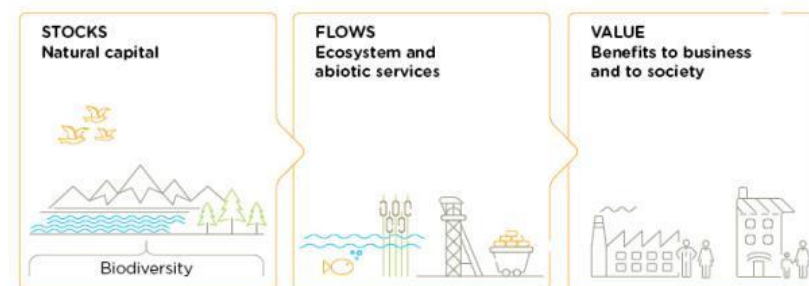 STOCKS
Natural capital
FLOWS
Ecosystem and
abiotic services
VALUE
Benefits to business
and to society
Biodiversity